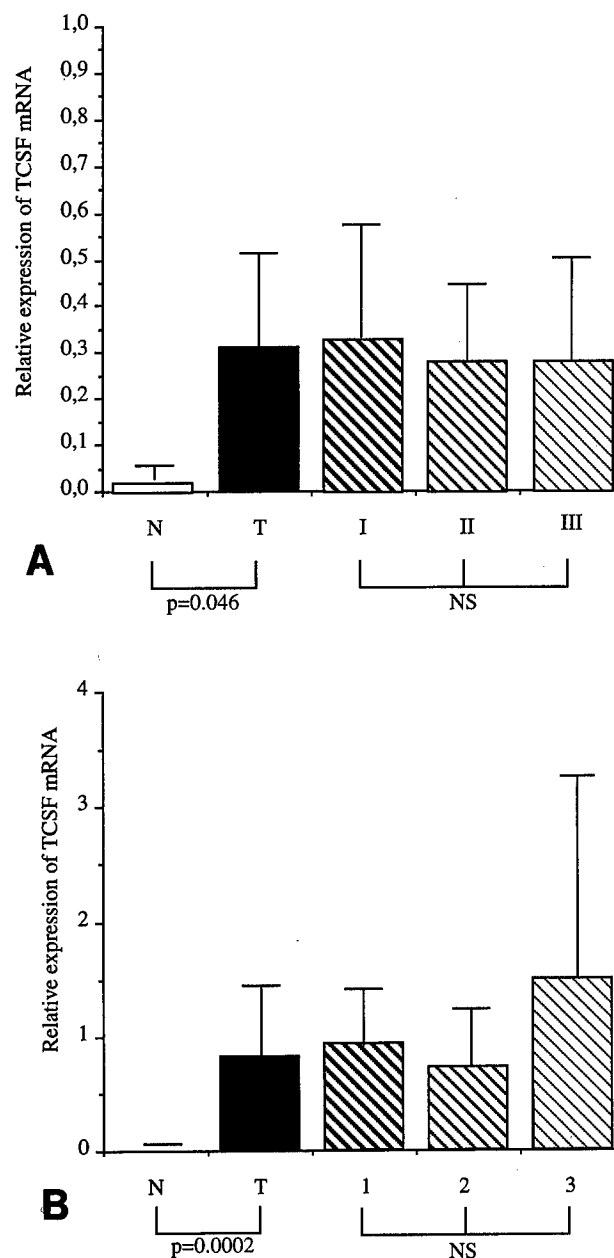 Relative expression of TCSF mRNA
1,0
0,9
0,8
0,7
0,6
0,5
0,4
0,3
0,2
0,1
0,0
N T I II III
A
p=0.046 NS
Relative expression of TCSF mRNA
4
3
2
1
0
N T 1 2 3
B
p=0.0002 NS